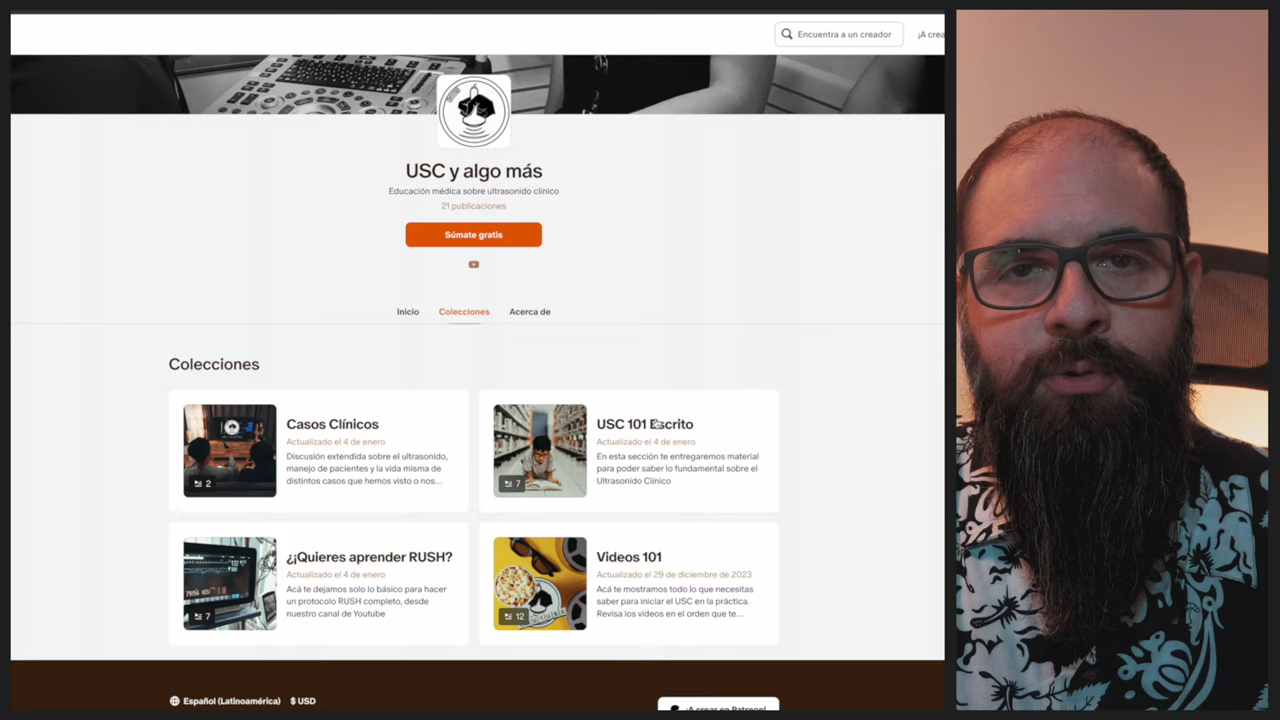 Encuentra a un creador
USC y algo más
Educación médica sobre ultrasonido clínico
21 publicaciones
Súmate gratis
Inicio
Colecciones
Acerca de
Colecciones
Casos Clínicos
Actualizado el 4 de enero
Discusión extendida sobre el ultrasonido,
manejo de pacientes y la vida misma de
distintos casos que hemos visto o nos...
2
USC 101 Escrito
Actualizado el 4 de enero
En esta sección te entregaremos material
para poder saber lo fundamental sobre el
Ultrasonido Clínico
7
¿¡Quieres aprender RUSH?
Actualizado el 4 de enero
Acá te dejamos solo lo básico para hacer
un protocolo RUSH completo, desde
nuestro canal de Youtube
7
Videos 101
Actualizado el 29 de diciembre de 2023
Acá te mostramos todo lo que necesitas
saber para iniciar el USC en la práctica.
Revisa los videos en el orden que te...
12
Español (Latinoamérica) $ USD
¡A crear en Patreon!